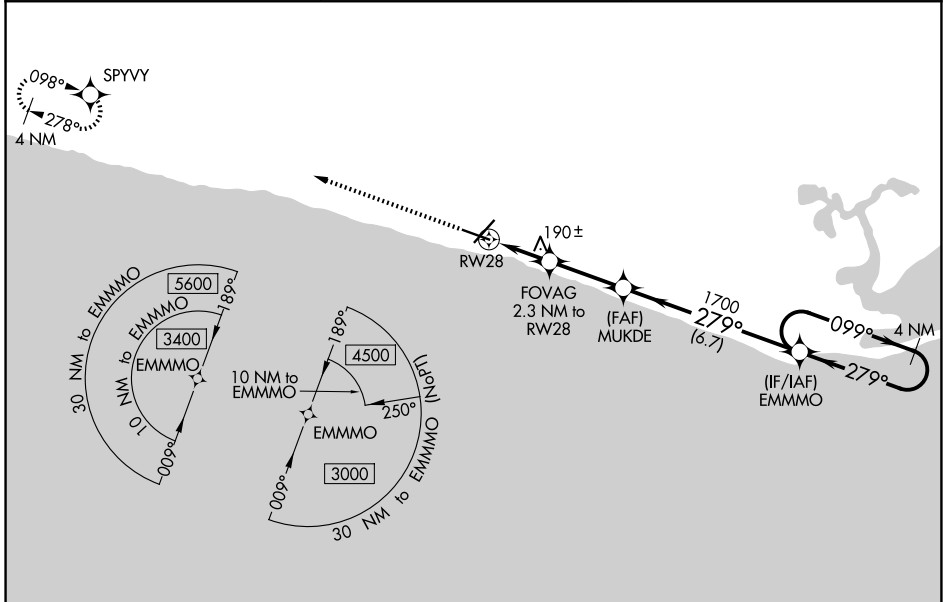 SPYVY
098°
278°
4 NM
190±
RW28
FOVAG
2.3 NM to
RW28
(FAF)
MUKDE
1700
279°
(6.7)
099°
4 NM
279°
(IF/IAF)
EMMMO
5600
30 NM to EMMMO
189°
10 NM to EMMMO
3400
EMMMO
009°
189°
4500
10 NM to
EMMMO
250°
30 NM to EMMMO (NoPT)
EMMMO
3000
009°